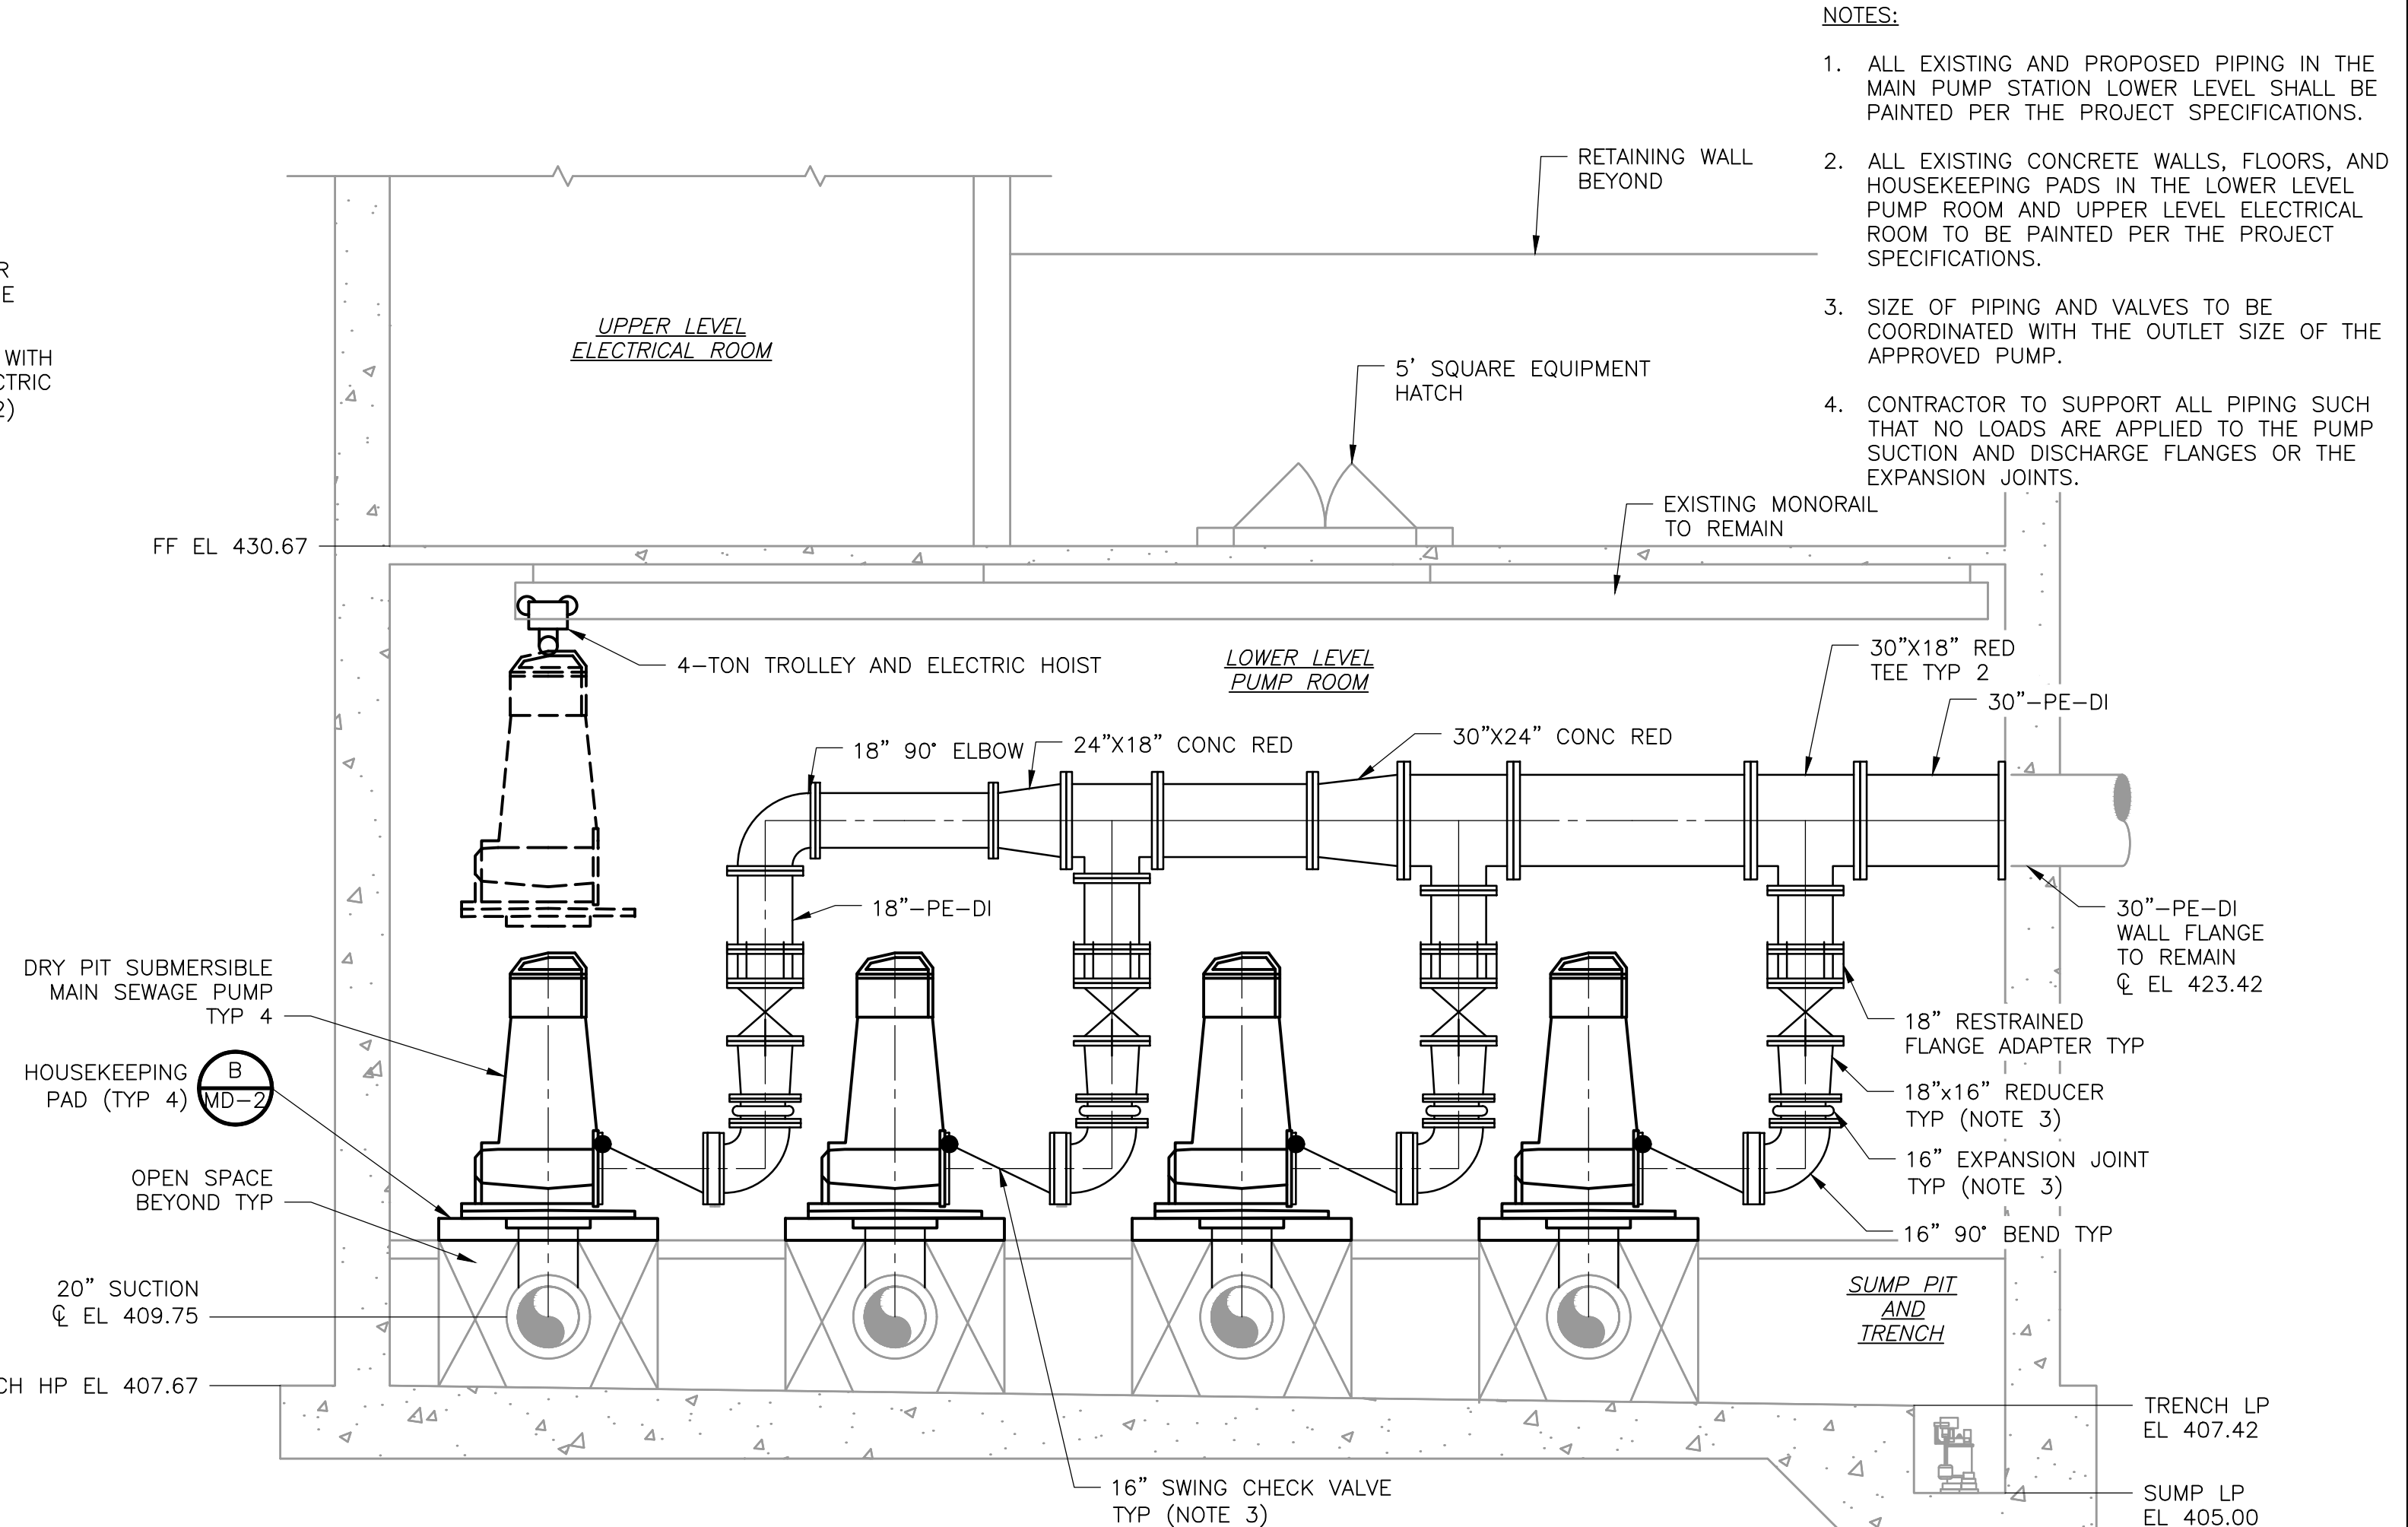 NOTES:
1. ALL EXISTING AND PROPOSED PIPING IN THE
MAIN PUMP STATION LOWER LEVEL SHALL BE
PAINTED PER THE PROJECT SPECIFICATIONS.
2. ALL EXISTING CONCRETE WALLS, FLOORS, AND
HOUSEKEEPING PADS IN THE LOWER LEVEL
PUMP ROOM AND UPPER LEVEL ELECTRICAL
ROOM TO BE PAINTED PER THE PROJECT
SPECIFICATIONS.
3. SIZE OF PIPING AND VALVES TO BE
COORDINATED WITH THE OUTLET SIZE OF THE
APPROVED PUMP.
4. CONTRACTOR TO SUPPORT ALL PIPING SUCH
THAT NO LOADS ARE APPLIED TO THE PUMP
SUCTION AND DISCHARGE FLANGES OR THE
EXPANSION JOINTS.
RETAINING WALL
BEYOND
R
E
WITH
CTRIC
2)
UPPER LEVEL
ELECTRICAL ROOM
5' SQUARE EQUIPMENT
HATCH
EXISTING MONORAIL
TO REMAIN
FF EL 430.67
4-TON TROLLEY AND ELECTRIC HOIST
LOWER LEVEL
PUMP ROOM
30"X18" RED
TEE TYP 2
30"-PE-DI
18" 90° ELBOW
24"X18" CONC RED
30"X24" CONC RED
18"-PE-DI
30"-PE-DI
WALL FLANGE
TO REMAIN
℄ EL 423.42
DRY PIT SUBMERSIBLE
MAIN SEWAGE PUMP
TYP 4
18" RESTRAINED
FLANGE ADAPTER TYP
HOUSEKEEPING
PAD (TYP 4)
B
MD-2
18"x16" REDUCER
TYP (NOTE 3)
16" EXPANSION JOINT
TYP (NOTE 3)
OPEN SPACE
BEYOND TYP
16" 90° BEND TYP
20" SUCTION
℄ EL 409.75
SUMP PIT
AND
TRENCH
CH HP EL 407.67
TRENCH LP
EL 407.42
16" SWING CHECK VALVE
TYP (NOTE 3)
SUMP LP
EL 405.00